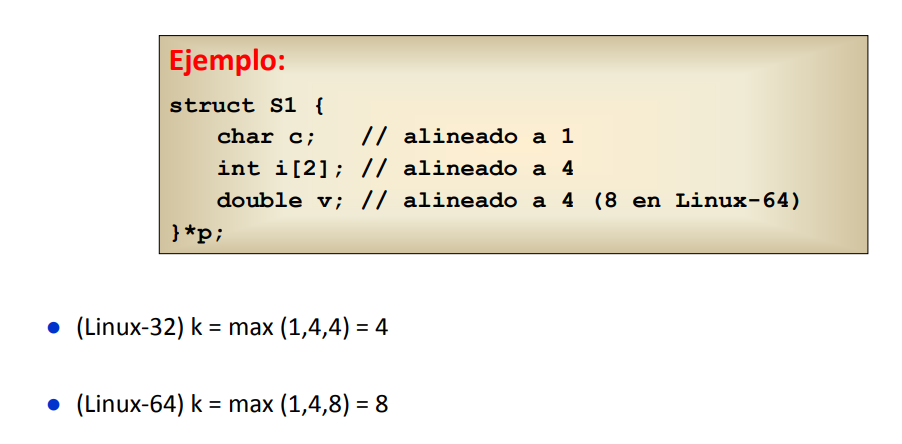 Ejemplo:
struct S1 {
char c; // alineado a 1
int i[2]; // alineado a 4
double v; // alineado a 4 (8 en Linux-64)
}*p;
● (Linux-32) k = max (1,4,4) = 4
● (Linux-64) k = max (1,4,8) = 8